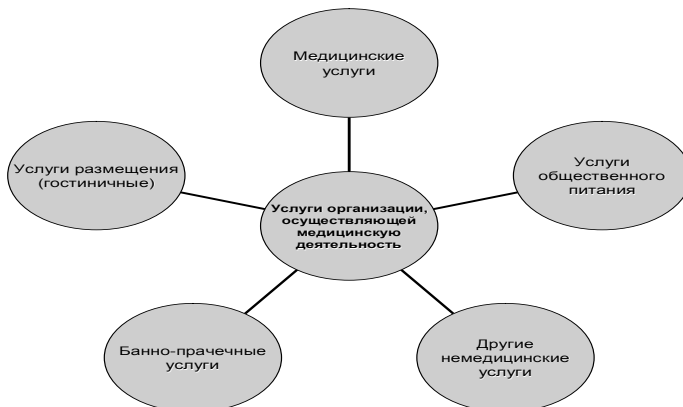 Медицинские
услуги
Услуги размещения
(гостиничные)
Услуги
общественного
питания
Услуги организации,
осуществляющей
медицинскую
деятельность
Банно-прачечные
услуги
Другие
немедицинские
услуги